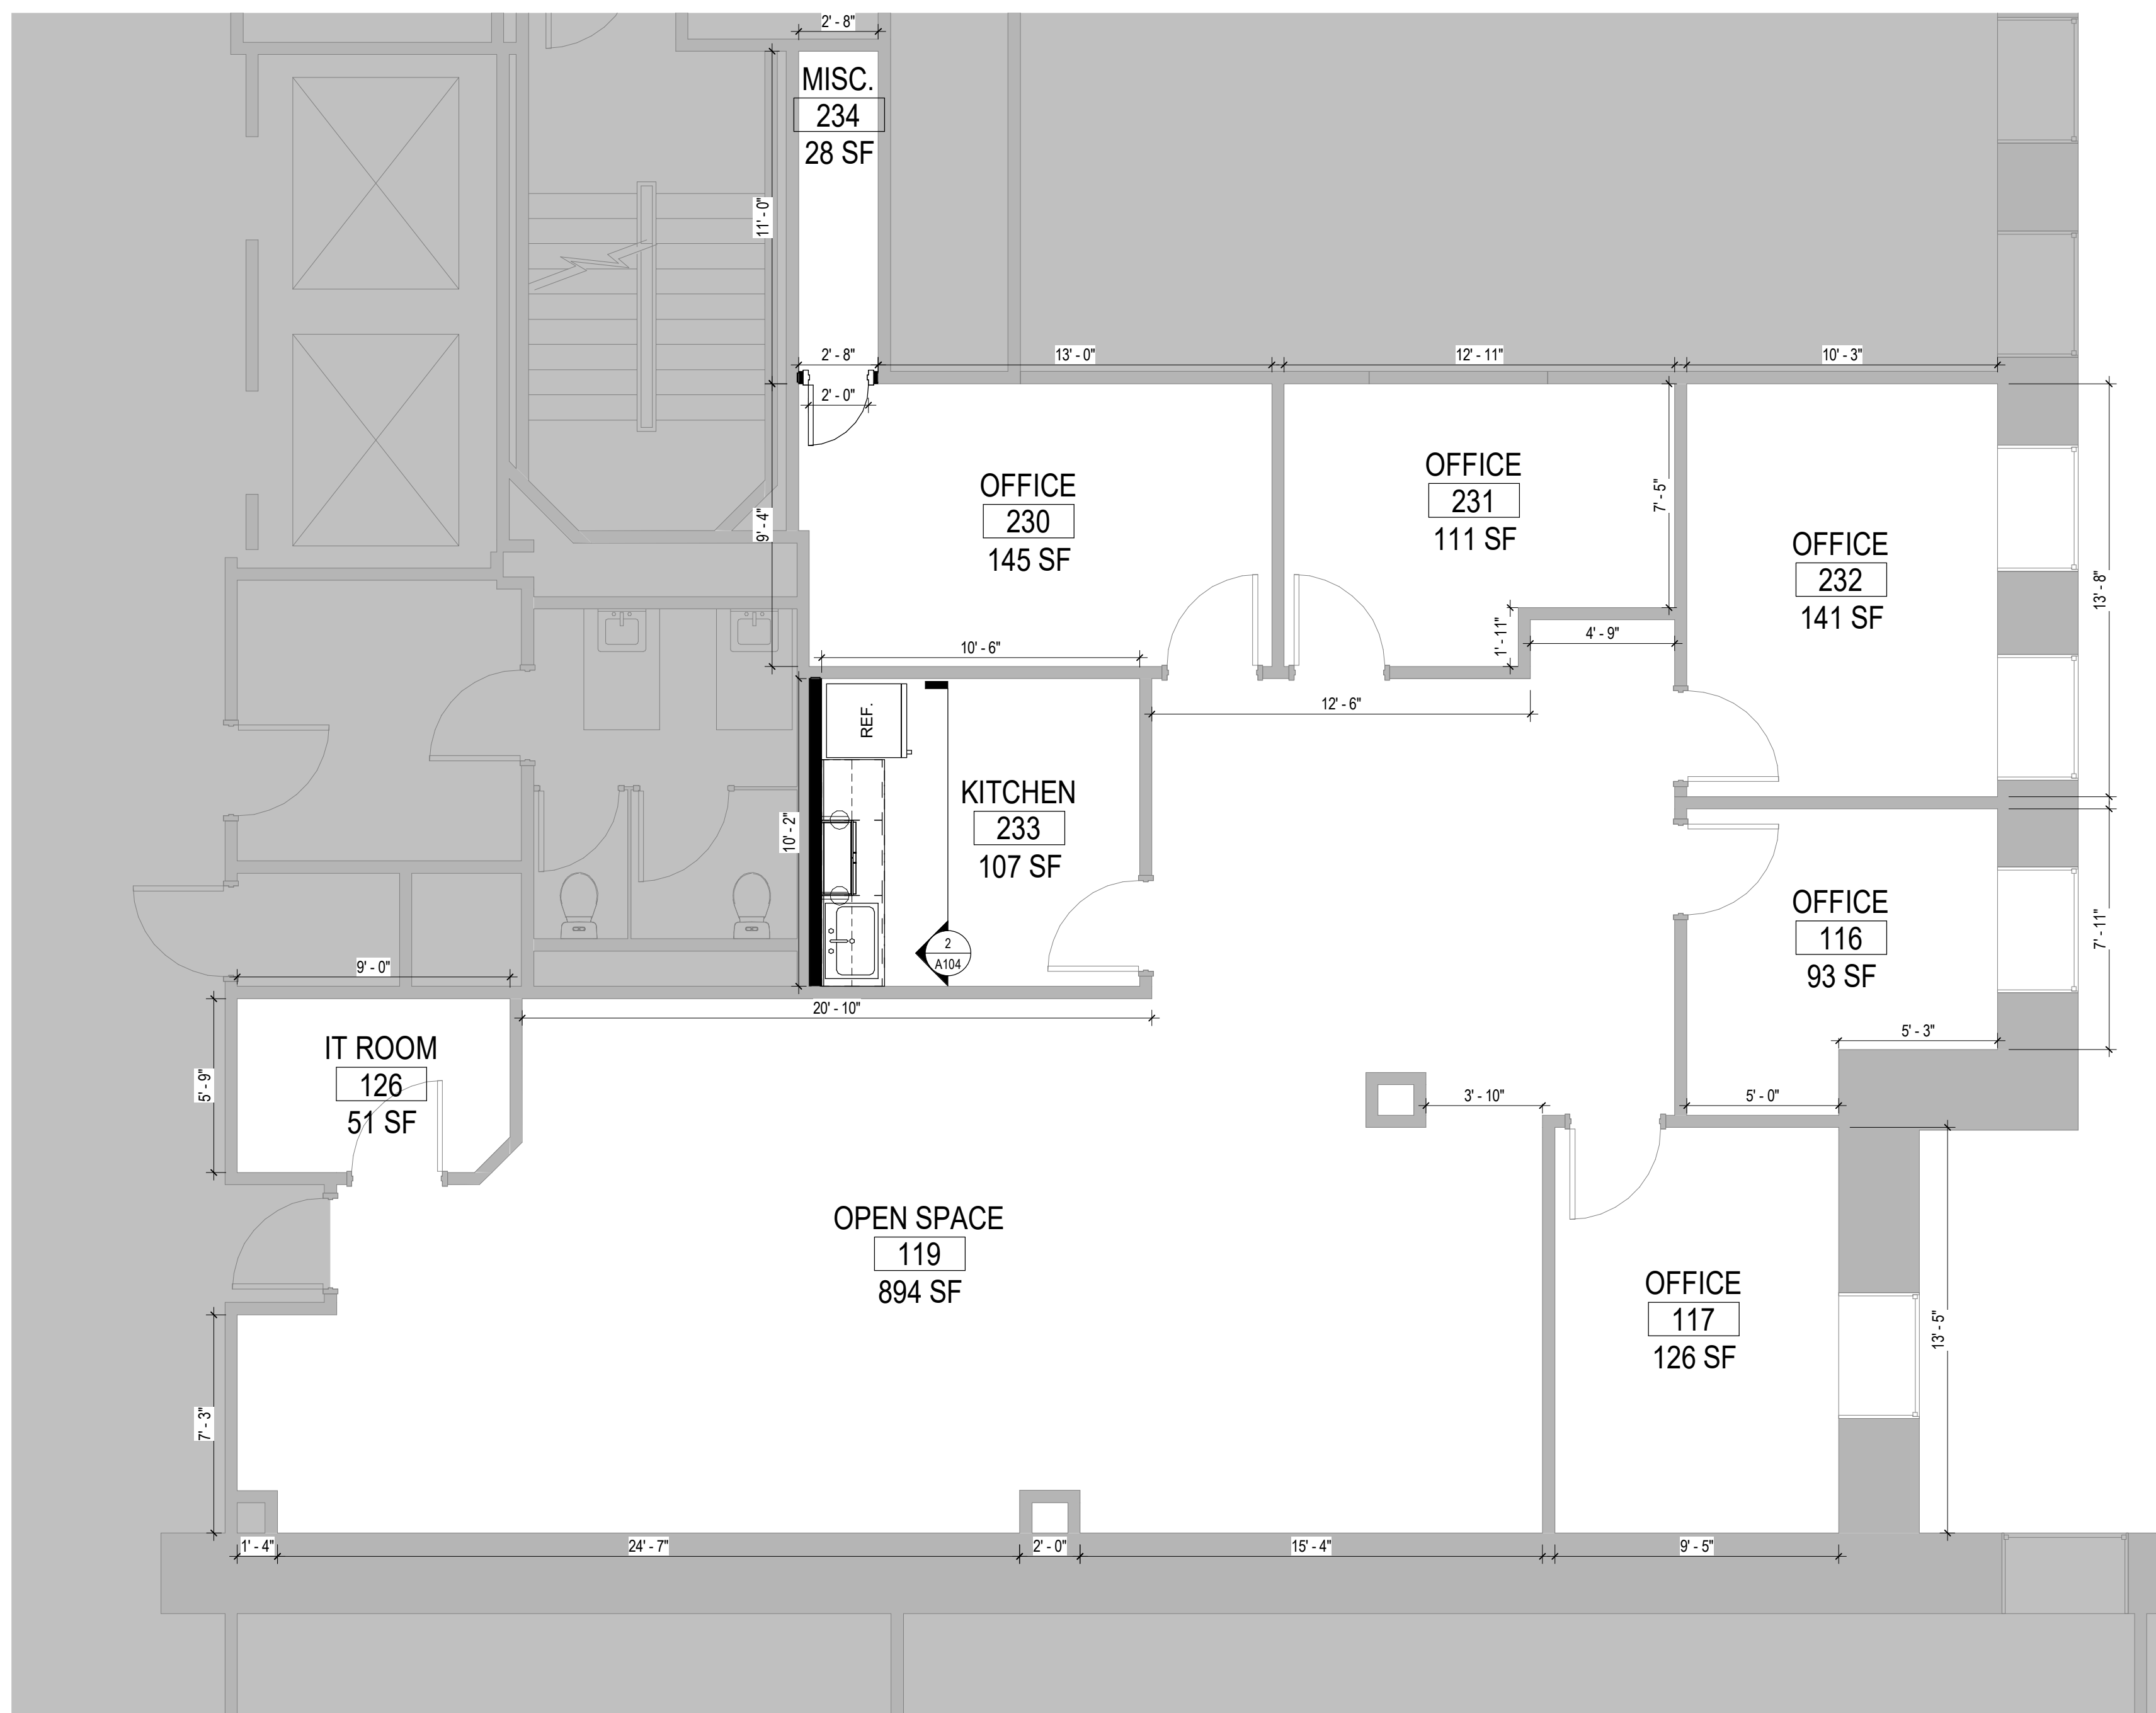 2' - 8"
MISC.
234
28 SF
11' - 0"
2' - 8"
13' - 0"
12' - 11"
10' - 3"
2' - 0"
OFFICE
230
145 SF
9' - 4"
OFFICE
231
111 SF
7' - 5"
OFFICE
232
141 SF
13' - 8"
10' - 6"
1' - 11"
4' - 9"
12' - 6"
REF.
KITCHEN
233
107 SF
10' - 2"
2
A104
OFFICE
116
93 SF
7' - 11"
9' - 0"
20' - 10"
5' - 3"
IT ROOM
126
51 SF
5' - 9"
3' - 10"
5' - 0"
OPEN SPACE
119
894 SF
OFFICE
117
126 SF
13' - 5"
7' - 3"
1' - 4"
24' - 7"
2' - 0"
15' - 4"
9' - 5"